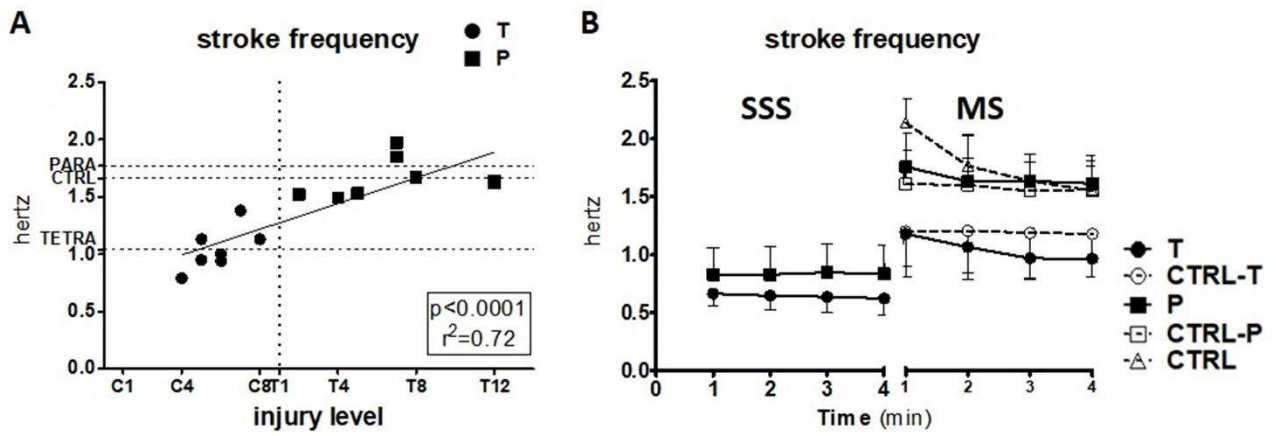 A
stroke frequency
T
P
2.5
2.0
PARA
CTRL
1.5
TETRA
1.0
0.5
0.0
hertz
p<0.0001
r²=0.72
C1 C4 C8T1 T4 T8 T12
injury level
B
stroke frequency
2.5
2.0
1.5
1.0
0.5
0.0
hertz
SSS MS
0 1 2 3 4 1 2 3 4
Time (min)
T
CTRL-T
P
CTRL-P
CTRL